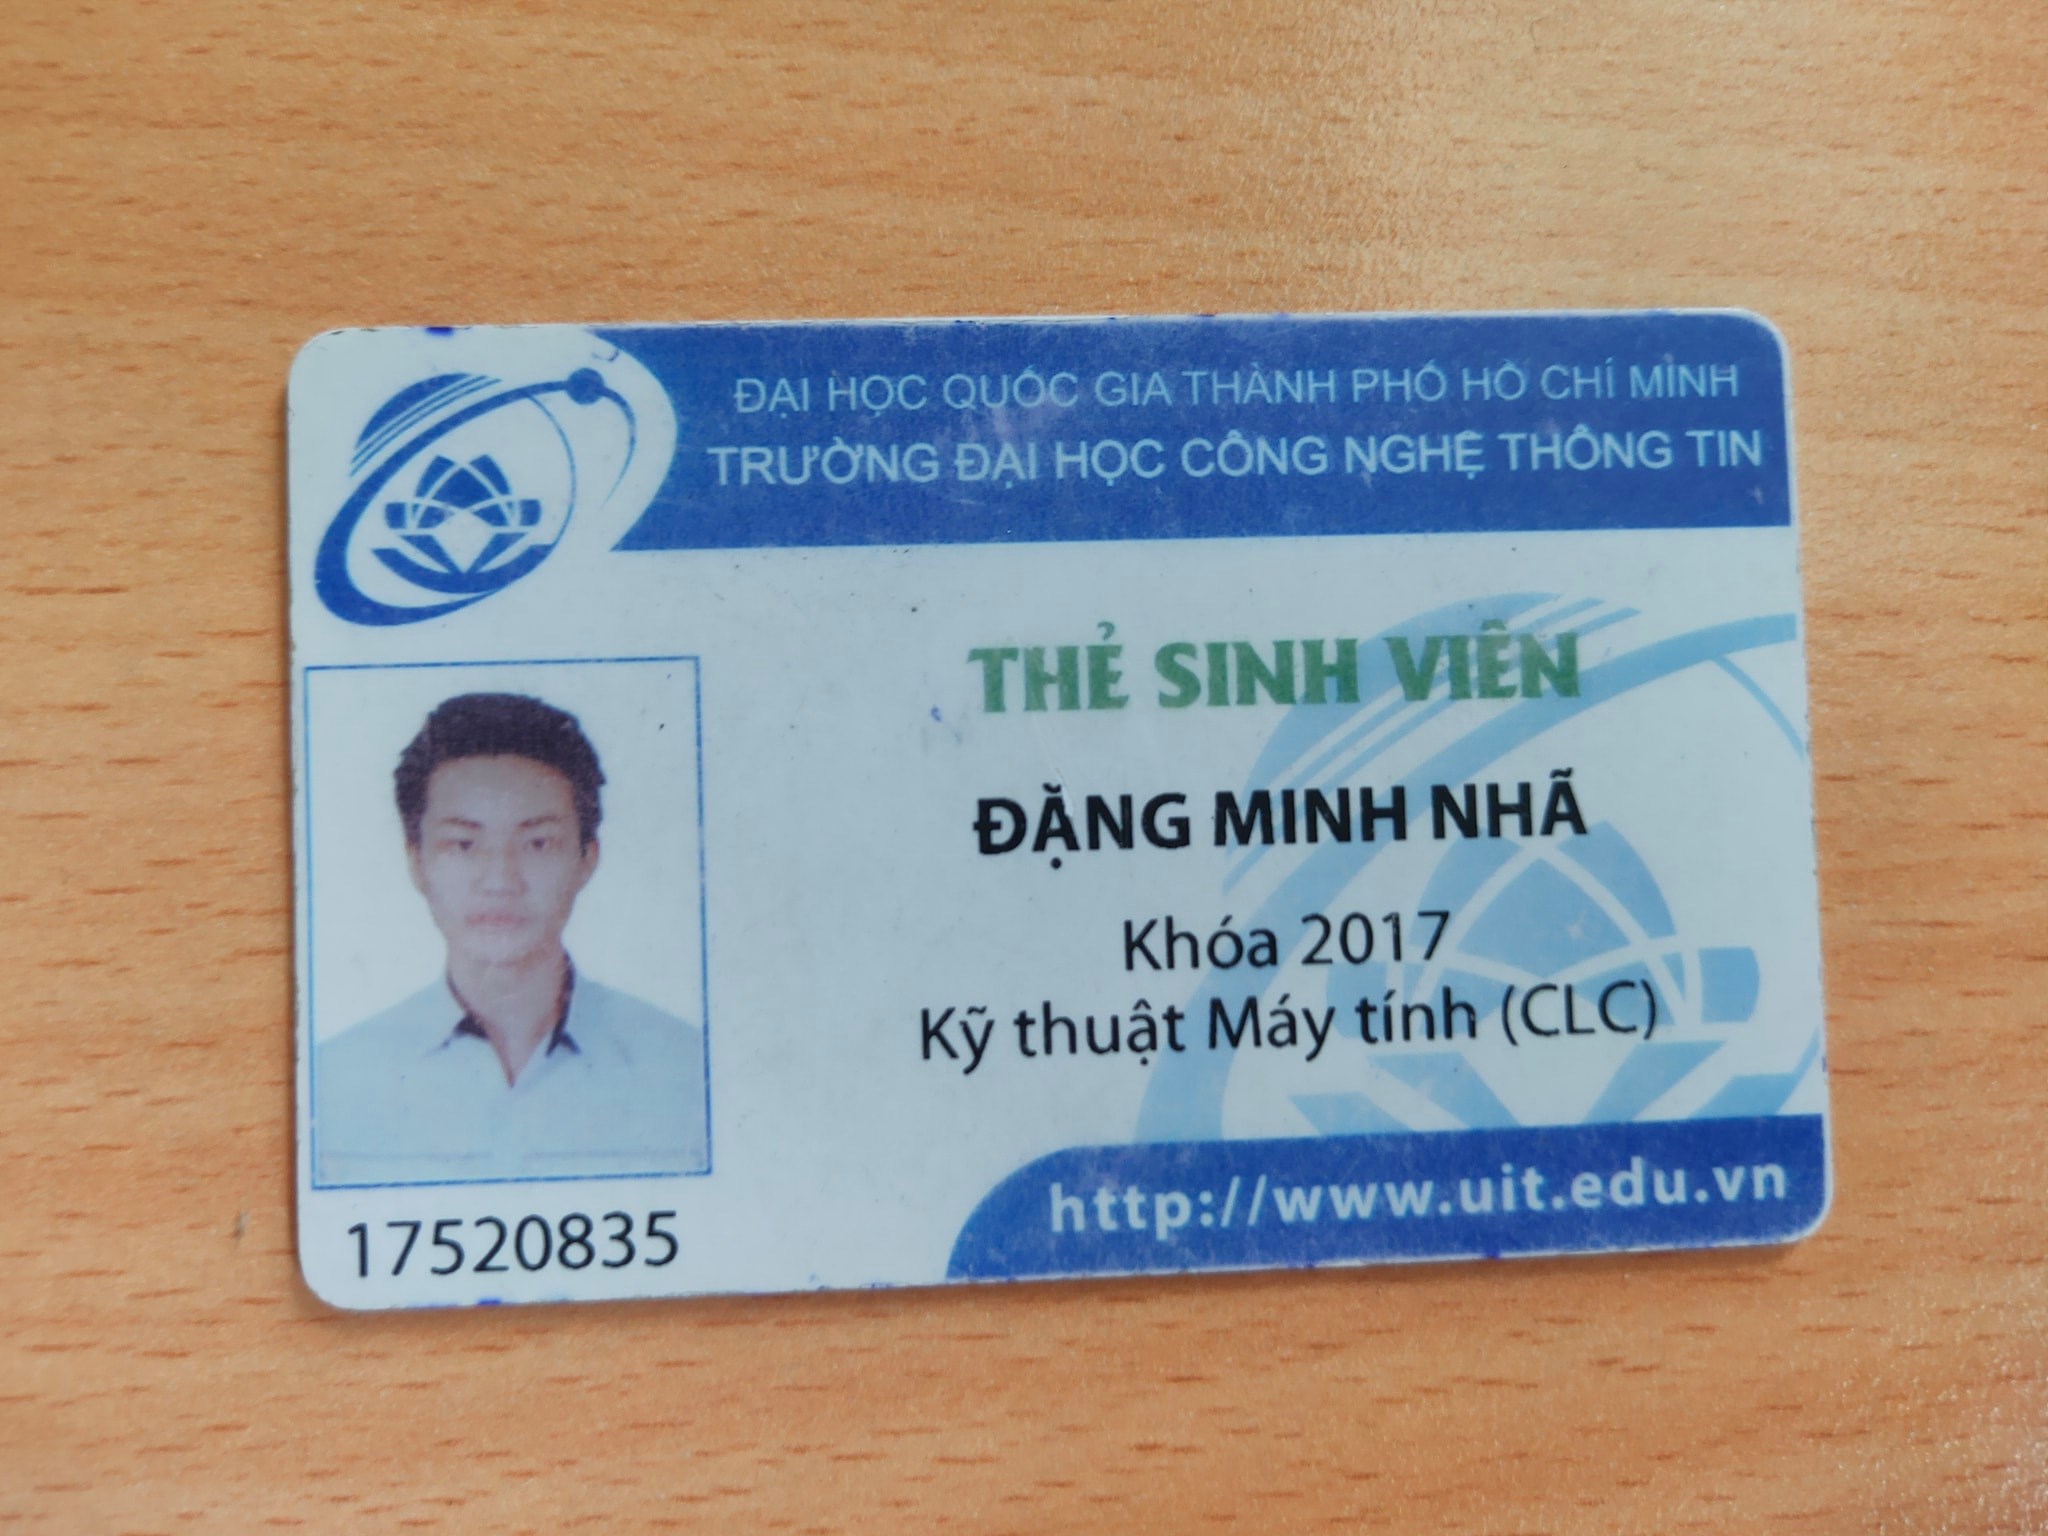 ĐẠI HỌC QUỐC GIA THÀNH PHỐ HỒ CHÍ MINH
TRƯỜNG ĐẠI HỌC CÔNG NGHỆ THÔNG TIN
THẺ SINH VIÊN
ĐẶNG MINH NHÃ
Khóa 2017
Kỹ thuật Máy tính (CLC)
17520835
http://www.uit.edu.vn